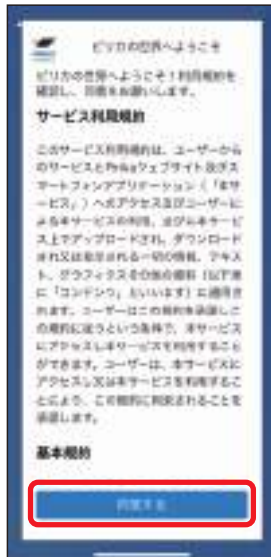 ピリカの世界へようこそ
ピリカの世界へようこそ！利用規約を
確認し、同意をお願いします。
サービス利用規約
このサービス利用規約は、ユーザーから
のサービスとPirikaウェブサイト及びス
マートフォンアプリケーション（「本サ
ービス」）へのアクセス及びユーザーに
よる本サービスの利用、並びに本サービ
ス上でアップロードされ、ダウンロード
され又は表示される一切の情報、テキス
ト、グラフィックスその他の資料（以下単
に「コンテンツ」といいます）に適用さ
れます。ユーザーはこの規約を承諾しこ
の規約に従うという条件で、本サービス
にアクセスし本サービスを利用すること
ができます。ユーザーは、本サービスに
アクセスし又は本サービスを利用するこ
とにより、この規約に拘束されることを
承諾します。
基本規約
同意する